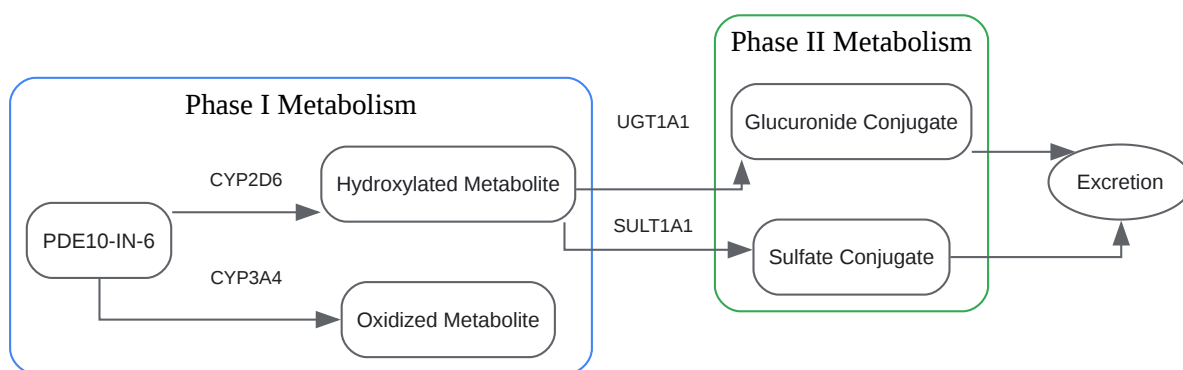 Phase I Metabolism
Phase II Metabolism
PDE10-IN-6
CYP2D6
CYP3A4
Hydroxylated Metabolite
Oxidized Metabolite
UGT1A1
SULT1A1
Glucuronide Conjugate
Sulfate Conjugate
Excretion